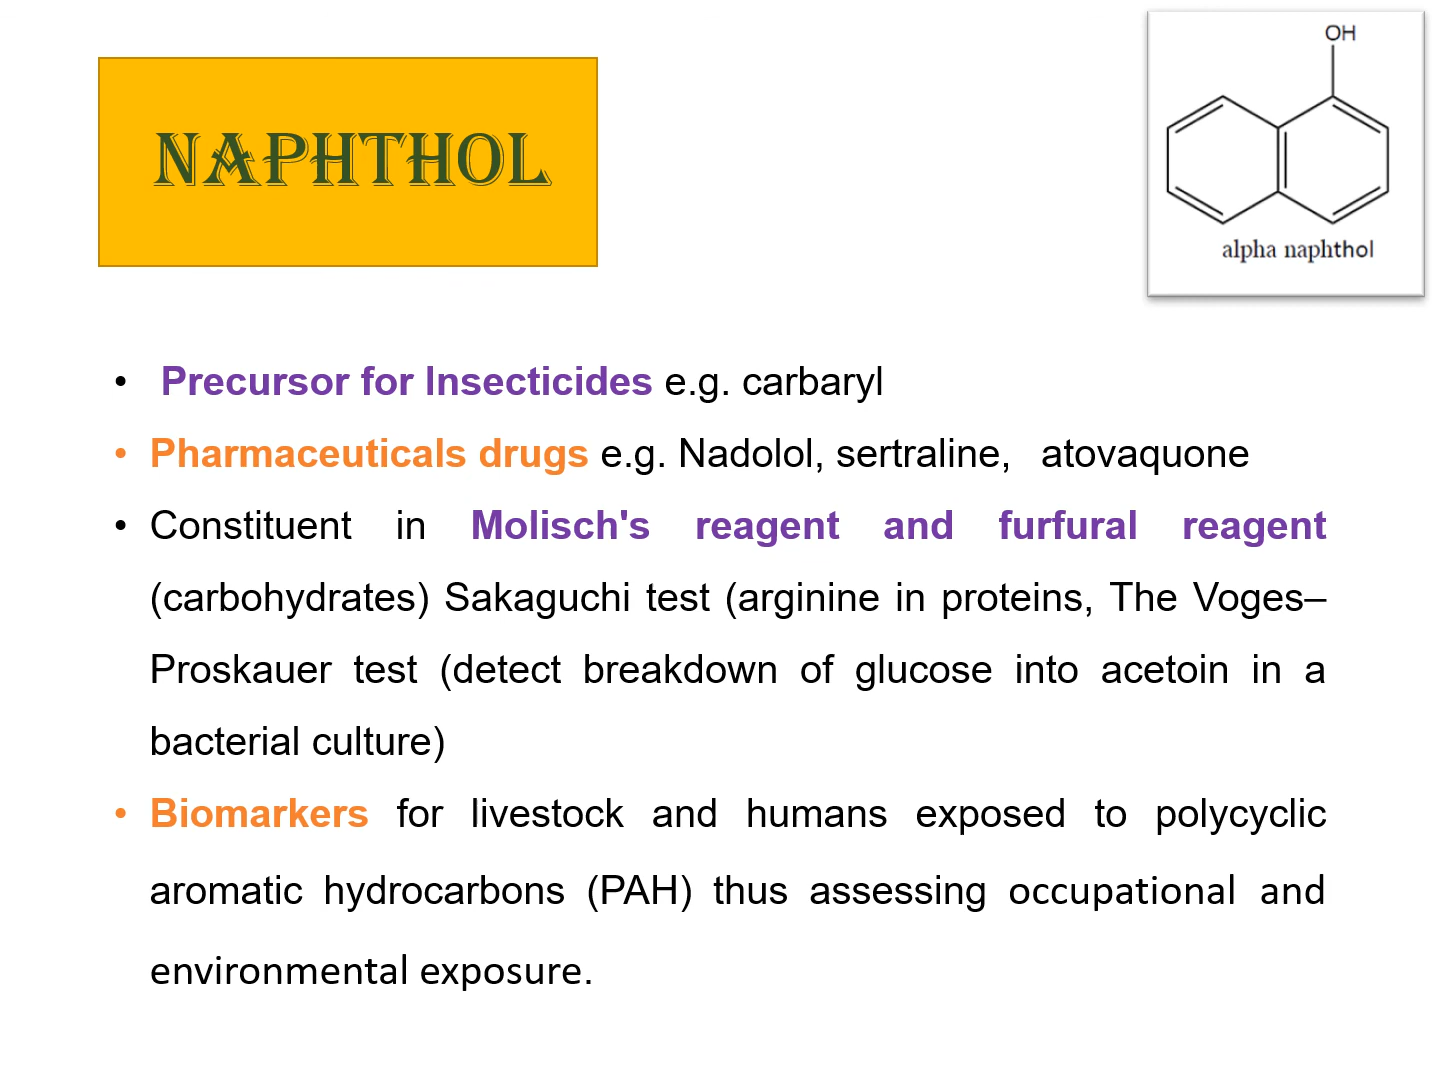 NAPHTHOL
OH
alpha naphthol
• Precursor for Insecticides e.g. carbaryl
• Pharmaceuticals drugs e.g. Nadolol, sertraline, atovaquone
• Constituent in Molisch's reagent and furfural reagent
(carbohydrates) Sakaguchi test (arginine in proteins, The Voges–
Proskauer test (detect breakdown of glucose into acetoin in a
bacterial culture)
• Biomarkers for livestock and humans exposed to polycyclic
aromatic hydrocarbons (PAH) thus assessing occupational and
environmental exposure.